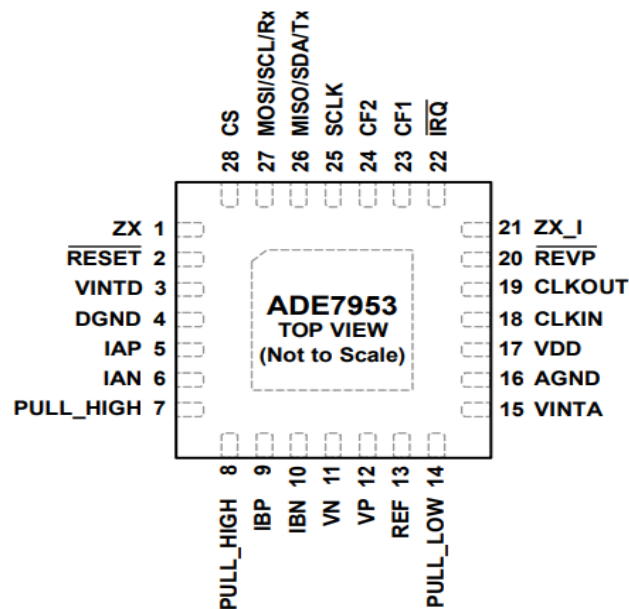 CS
MOSI/SCL/Rx
MISO/SDA/Tx
SCLK
CF2
CF1
IRQ
28 27 26 25 24 23 22
ZX 1
RESET 2
VINTD 3
DGND 4
IAP 5
IAN 6
PULL_HIGH 7
ADE7953
TOP VIEW
(Not to Scale)
21 ZX_I
20 REVP
19 CLKOUT
18 CLKIN
17 VDD
16 AGND
15 VINTA
PULL_HIGH 8
IBP 9
IBN 10
VN 11
VP 12
REF 13
PULL_LOW 14